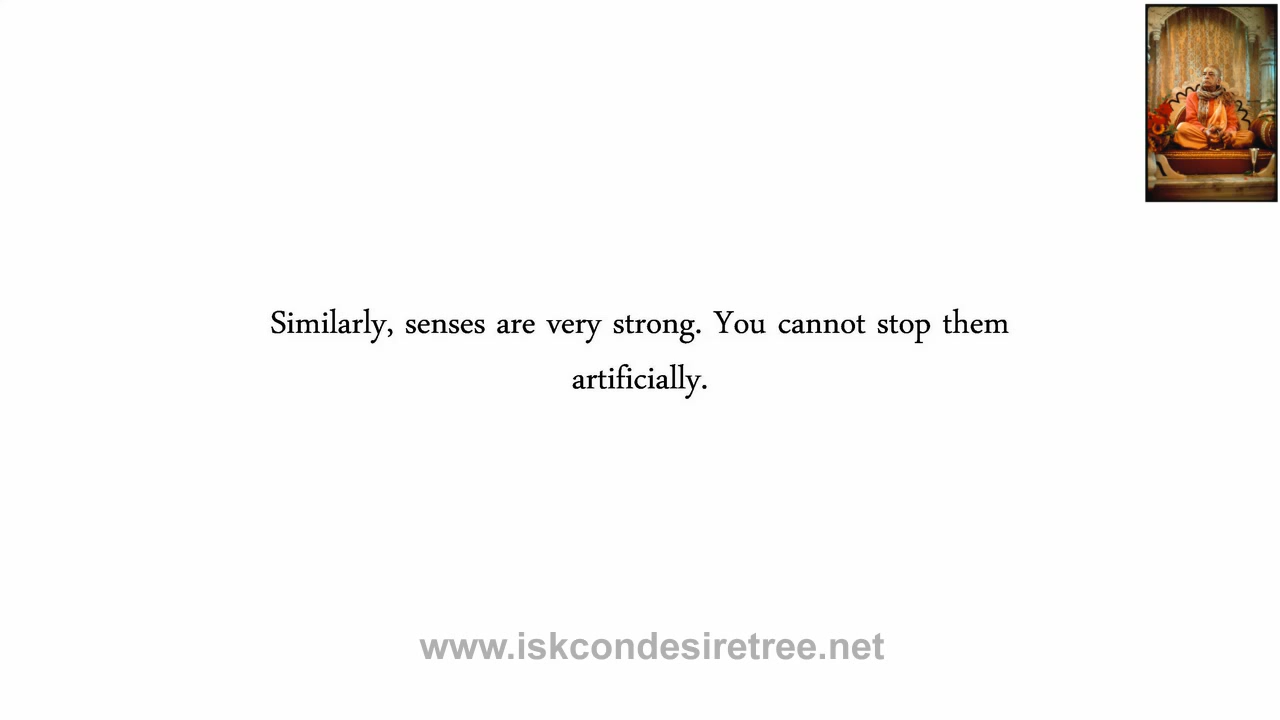 Similarly, senses are very strong. You cannot stop them
artificially.
www.iskcondesiretree.net